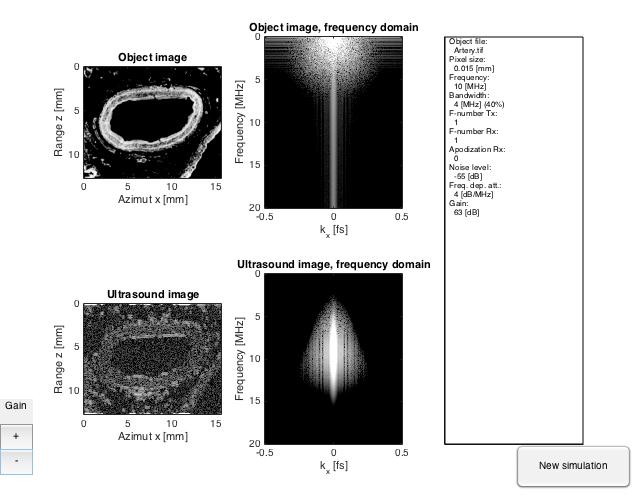 Object image
0
5
10
Range z [mm]
0
5
10
15
Azimut x [mm]
Object image, frequency domain
0
5
10
15
20
Frequency [MHz]
-0.5
0
0.5
k_x [fs]
Object file:
Artery.tif
Pixel size:
0.015 [mm]
Frequency:
10 [MHz]
Bandwidth:
4 [MHz] (40%)
F-number Tx:
1
F-number Rx:
1
Apodization Rx:
0
Noise level:
-55 [dB]
Freq. dep. att.:
4 [dB/MHz]
Gain:
63 [dB]
Ultrasound image
0
5
10
Range z [mm]
0
5
10
15
Azimut x [mm]
Ultrasound image, frequency domain
0
5
10
15
20
Frequency [MHz]
-0.5
0
0.5
k_x [fs]
Gain
+
-
New simulation